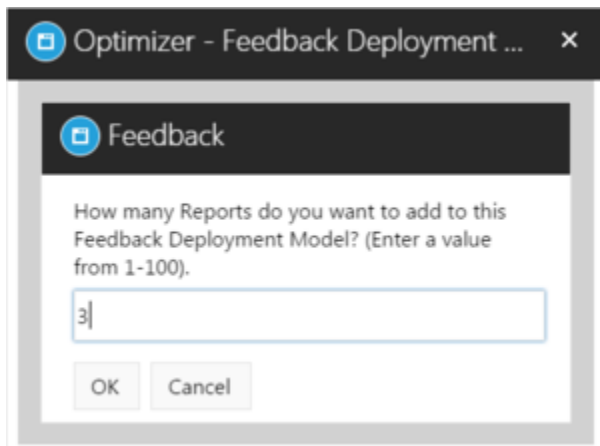 Optimizer - Feedback Deployment ...
Feedback
How many Reports do you want to add to this
Feedback Deployment Model? (Enter a value
from 1-100).
3
OK Cancel